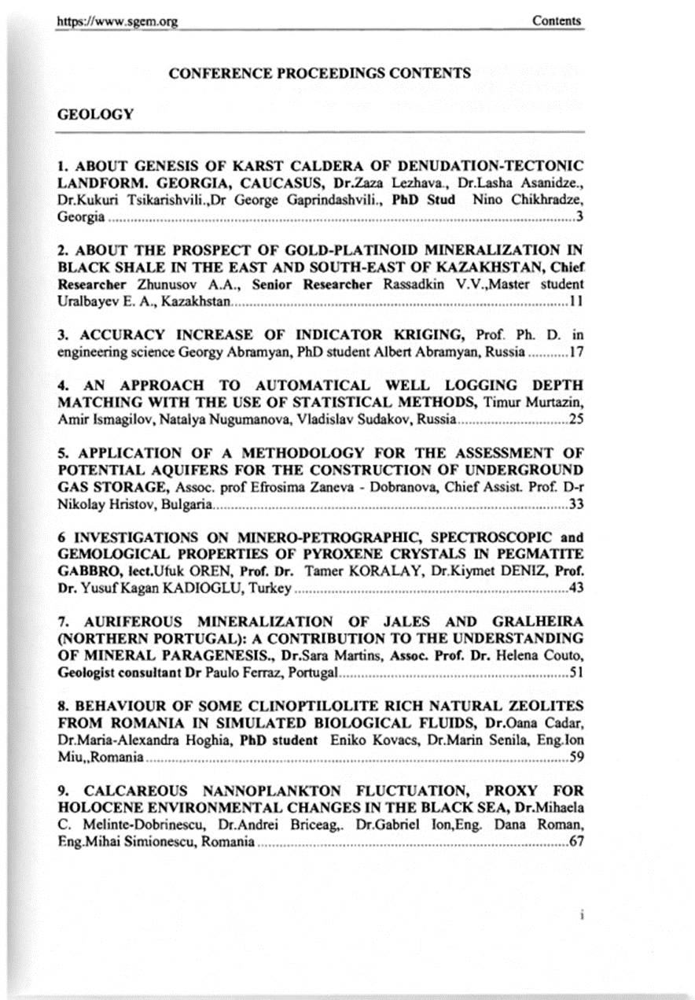 https://www.sgem.org Contents
CONFERENCE PROCEEDINGS CONTENTS
GEOLOGY
1. ABOUT GENESIS OF KARST CALDERA OF DENUDATION-TECTONIC
LANDFORM. GEORGIA, CAUCASUS, Dr.Zaza Lezhava., Dr.Lasha Asanidze.,
Dr.Kukuri Tsikarishvili.,Dr George Gaprindashvili., PhD Stud Nino Chikhradze,
Georgia ........................................................................ 3
2. ABOUT THE PROSPECT OF GOLD-PLATINOID MINERALIZATION IN
BLACK SHALE IN THE EAST AND SOUTH-EAST OF KAZAKHSTAN, Chief
Researcher Zhunusov A.A., Senior Researcher Rassadkin V.V.,Master student
Uralbayev E. A., Kazakhstan........................................................................ 11
3. ACCURACY INCREASE OF INDICATOR KRIGING, Prof. Ph. D. in
engineering science Georgy Abramyan, PhD student Albert Abramyan, Russia ...........17
4. AN APPROACH TO AUTOMATICAL WELL LOGGING DEPTH
MATCHING WITH THE USE OF STATISTICAL METHODS, Timur Murtazin,
Amir Ismagilov, Natalya Nugumanova, Vladislav Sudakov, Russia..............................25
5. APPLICATION OF A METHODOLOGY FOR THE ASSESSMENT OF
POTENTIAL AQUIFERS FOR THE CONSTRUCTION OF UNDERGROUND
GAS STORAGE, Assoc. prof Efrosima Zaneva - Dobranova, Chief Assist. Prof. D-r
Nikolay Hristov, Bulgaria........................................................................33
6 INVESTIGATIONS ON MINERO-PETROGRAPHIC, SPECTROSCOPIC and
GEMOLOGICAL PROPERTIES OF PYROXENE CRYSTALS IN PEGMATITE
GABBRO, lect.Ufuk OREN, Prof. Dr. Tamer KORALAY, Dr.Kiymet DENIZ, Prof.
Dr. Yusuf Kagan KADIOGLU, Turkey ........................................................................43
7. AURIFEROUS MINERALIZATION OF JALES AND GRALHEIRA
(NORTHERN PORTUGAL): A CONTRIBUTION TO THE UNDERSTANDING
OF MINERAL PARAGENESIS., Dr.Sara Martins, Assoc. Prof. Dr. Helena Couto,
Geologist consultant Dr Paulo Ferraz, Portugal..............................................................51
8. BEHAVIOUR OF SOME CLINOPTILOLITE RICH NATURAL ZEOLITES
FROM ROMANIA IN SIMULATED BIOLOGICAL FLUIDS, Dr.Oana Cadar,
Dr.Maria-Alexandra Hoghia, PhD student Eniko Kovacs, Dr.Marin Senila, Eng.Ion
Miu,,Romania ........................................................................59
9. CALCAREOUS NANNOPLANKTON FLUCTUATION, PROXY FOR
HOLOCENE ENVIRONMENTAL CHANGES IN THE BLACK SEA, Dr.Mihaela
C. Melinte-Dobrinescu, Dr.Andrei Briceag,. Dr.Gabriel Ion,Eng. Dana Roman,
Eng.Mihai Simionescu, Romania ........................................................................67
i